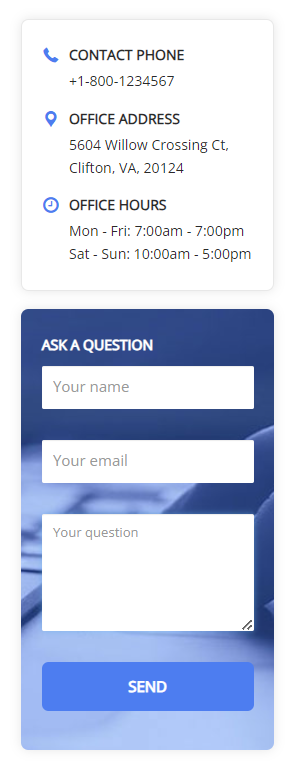 CONTACT PHONE
+1-800-1234567
OFFICE ADDRESS
5604 Willow Crossing Ct,
Clifton, VA, 20124
OFFICE HOURS
Mon - Fri: 7:00am - 7:00pm
Sat - Sun: 10:00am - 5:00pm
ASK A QUESTION
Your name
Your email
Your question
SEND